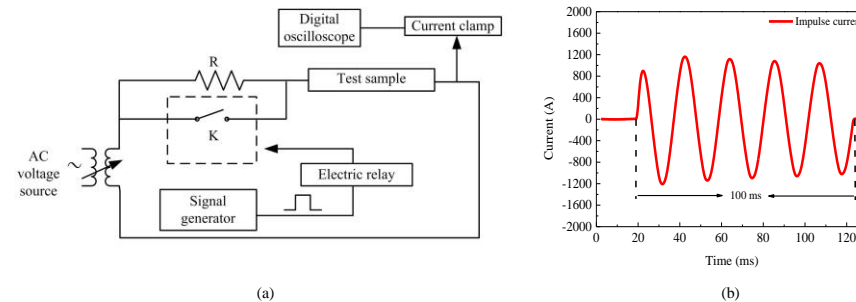 (a)
Digital
oscilloscope
Current clamp
R
Test sample
K
AC
voltage
source
~
Electric relay
Signal
generator
(a)
(b)
2000
1600
1200
800
400
0
-400
-800
-1200
-1600
-2000
Current (A)
Impulse curren
100 ms
0
20
40
60
80
100
120
Time (ms)
(b)